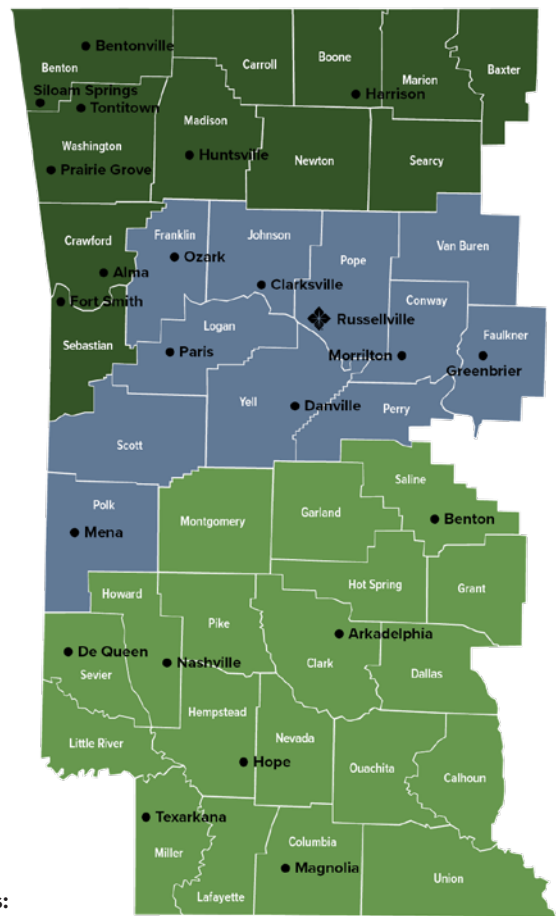 Bentonville
Benton
Carroll
Boone
Marion
Baxter
Siloam Springs
Tontitown
Harrison
Madison
Washington
Huntsville
Newton
Searcy
Prairie Grove
Crawford
Franklin
Johnson
Pope
Van Buren
Ozark
Alma
Clarksville
Conway
Fort Smith
Logan
Russellville
Faulkner
Sebastian
Paris
Morrilton
Greenbrier
Yell
Danville
Perry
Scott
Saline
Polk
Garland
Montgomery
Benton
Mena
Hot Spring
Grant
Howard
Pike
Arkadelphia
De Queen
Nashville
Clark
Sevier
Dallas
Hempstead
Nevada
Little River
Hope
Ouachita
Calhoun
Texarkana
Columbia
Miller
Magnolia
Union
Lafayette
s: